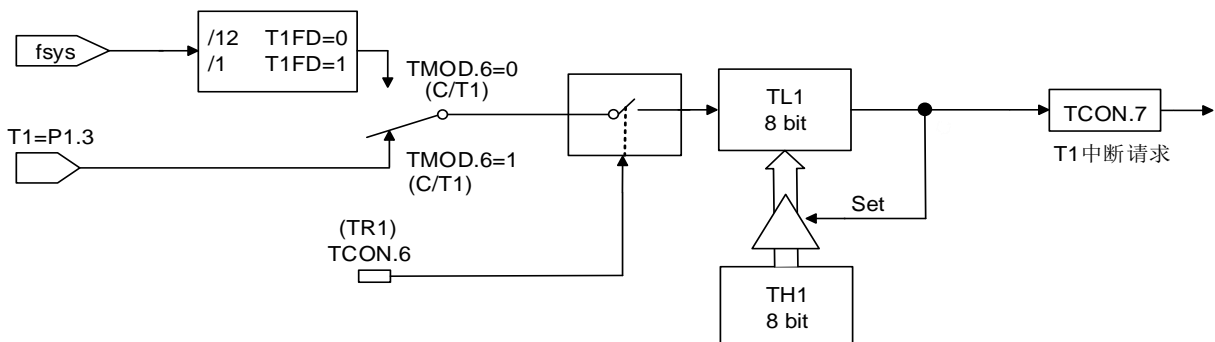 fsys
/12 T1FD=0
/1 T1FD=1
TMOD.6=0
(C/T1)
T1=P1.3
TMOD.6=1
(C/T1)
(TR1)
TCON.6
TL1
8 bit
Set
TH1
8 bit
TCON.7
T1中断请求